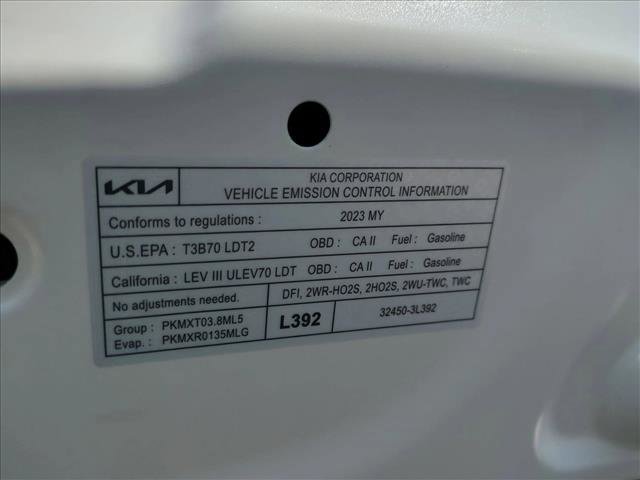 KIA
KIA CORPORATION
VEHICLE EMISSION CONTROL INFORMATION
Conforms to regulations : 2023 MY
U.S.EPA : T3B70 LDT2 OBD : CA II Fuel : Gasoline
California : LEV III ULEV70 LDT OBD : CA II Fuel : Gasoline
No adjustments needed. DFI, 2WR-HO2S, 2HO2S, 2WU-TWC, TWC
Group : PKMXT03.8ML5
Evap. : PKMXR0135MLG
L392
32450-3L392